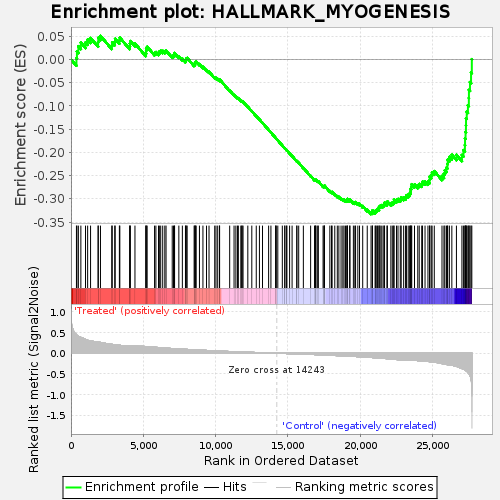 Enrichment plot: HALLMARK_MYOGENESIS
Enrichment score (ES)
0.05
0.00
-0.05
-0.10
-0.15
-0.20
-0.25
-0.30
-0.35
'Treated' (positively correlated)
Ranked list metric (Signal2Noise)
1.0
0.5
0.0
-0.5
-1.0
-1.5
Zero cross at 14243
'Control' (negatively correlated)
0
5,000
10,000
15,000
20,000
25,000
Rank in Ordered Dataset
Enrichment profile
Hits
Ranking metric scores